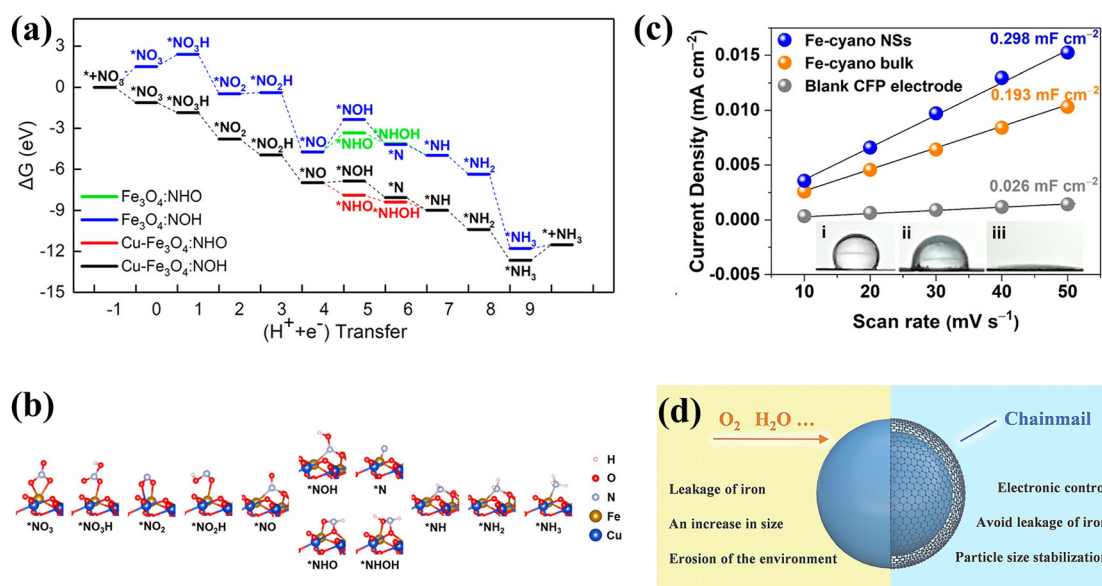 (a)
3
0
-3
-6
-9
-12
-15
ΔG (eV)
*+NO₃
*NO₃
*NO₃H
*NO₂
*NO₂H
*NO
*NOH
*NHO
*NHOH
*N
*NH
*NH₂
*NH₃
*NO₃
*NO₃H
*NO₂
*NO₂H
*NO
*NOH
*NHO
*N
*NHOH
*NH
*NH₂
*NH₃
*+NH₃
Fe₃O₄:NHO
Fe₃O₄:NOH
Cu-Fe₃O₄:NHO
Cu-Fe₃O₄:NOH
-1 0 1 2 3 4 5 6 7 8 9
(H⁺+e⁻) Transfer
(c)
Current Density (mA cm⁻²)
0.015
0.010
0.005
0.000
-0.005
Fe-cyano NSs
Fe-cyano bulk
Blank CFP electrode
0.298 mF cm⁻²
0.193 mF cm⁻²
0.026 mF cm⁻²
i ii iii
10 20 30 40 50
Scan rate (mV s⁻¹)
(b)
*NO₃
*NO₃H
*NO₂
*NO₂H
*NO
*NOH
*N
*NHO
*NHOH
*NH
*NH₂
*NH₃
H
O
N
Fe
Cu
(d)
O₂ H₂O ...
Leakage of iron
An increase in size
Erosion of the environment
Chainmail
Electronic control
Avoid leakage of iron
Particle size stabilization